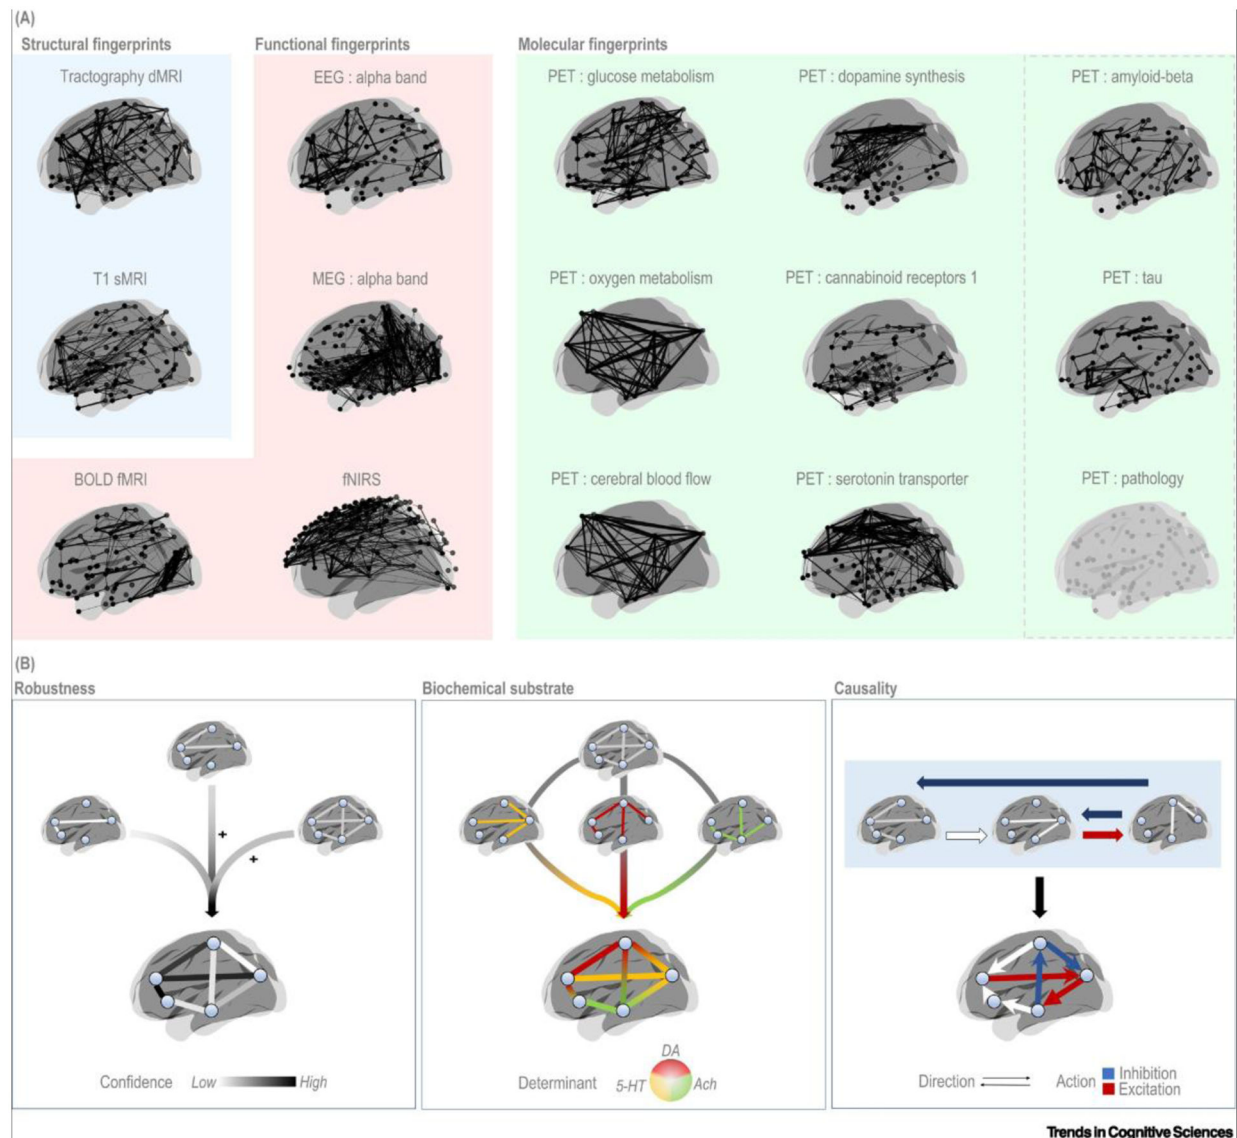 (A)
Structural fingerprints Functional fingerprints Molecular fingerprints
Tractography dMRI EEG : alpha band PET : glucose metabolism PET : dopamine synthesis PET : amyloid-beta
T1 sMRI MEG : alpha band PET : oxygen metabolism PET : cannabinoid receptors 1 PET : tau
BOLD fMRI fNIRS PET : cerebral blood flow PET : serotonin transporter PET : pathology
(B)
Robustness Biochemical substrate Causality
+
+
Confidence Low High
Determinant 5-HT DA Ach
Direction Action Inhibition
Excitation
Trends in Cognitive Sciences